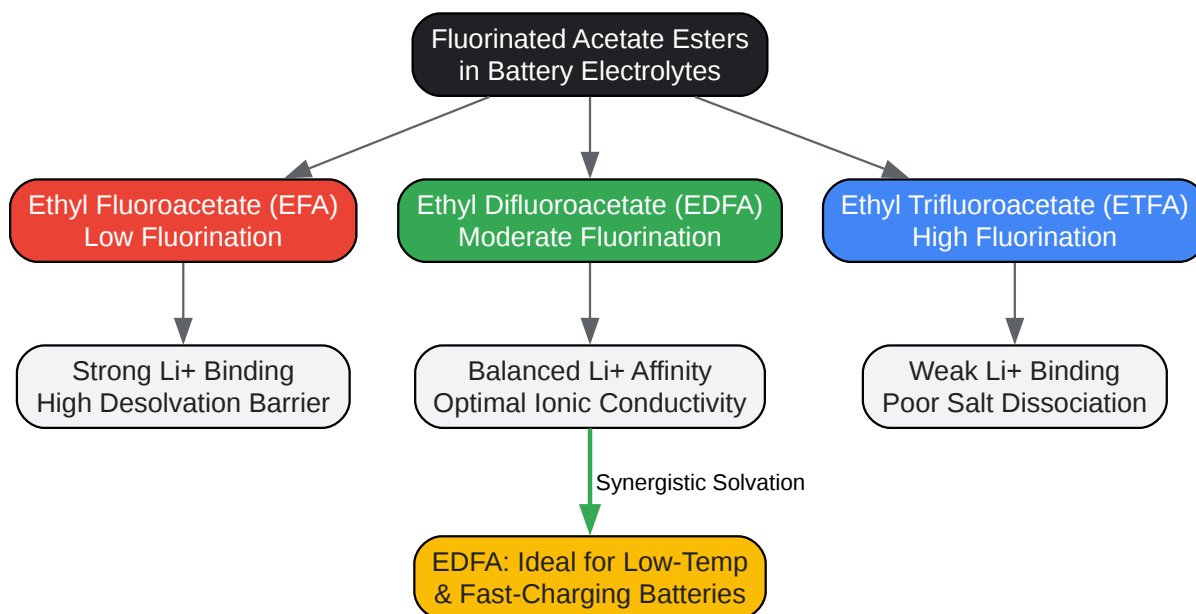 Fluorinated Acetate Esters
in Battery Electrolytes
Ethyl Fluoroacetate (EFA)
Low Fluorination
Ethyl Difluoroacetate (EDFA)
Moderate Fluorination
Ethyl Trifluoroacetate (ETFA)
High Fluorination
Strong Li+ Binding
High Desolvation Barrier
Balanced Li+ Affinity
Optimal Ionic Conductivity
Weak Li+ Binding
Poor Salt Dissociation
Synergistic Solvation
EDFA: Ideal for Low-Temp
& Fast-Charging Batteries